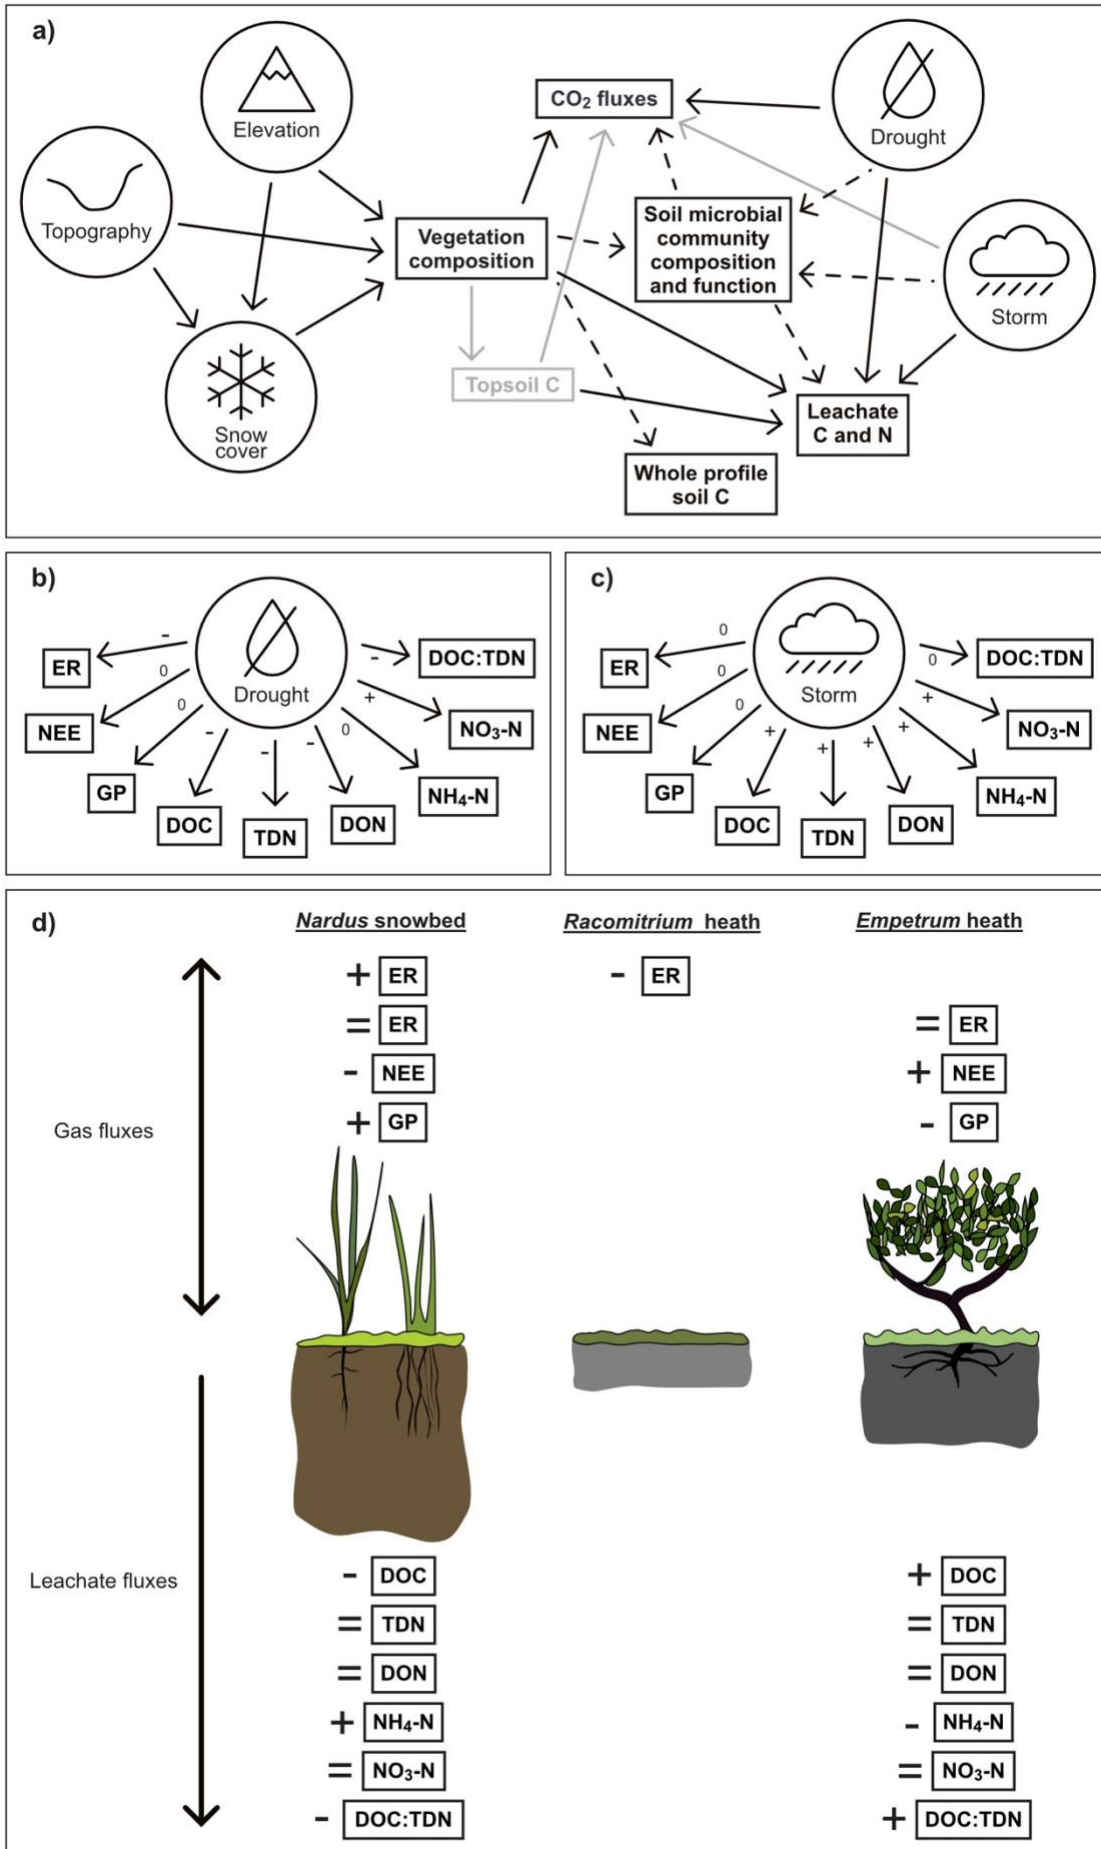 a)
Elevation
Topography
Snow
cover
Vegetation
composition
CO₂ fluxes
Soil microbial
community
composition
and function
Topsoil C
Whole profile
soil C
Leachate
C and N
Drought
Storm
b)
Drought
- ER
0 NEE
0 GP
- DOC
- TDN
- DON
0 NH₄-N
+ NO₃-N
- DOC:TDN
c)
Storm
0 ER
0 NEE
0 GP
+ DOC
+ TDN
+ DON
+ NH₄-N
+ NO₃-N
0 DOC:TDN
d)
Nardus snowbed Racomitrium heath Empetrum heath
+ ER - ER
= ER = ER
- NEE + NEE
+ GP - GP
Gas fluxes
Leachate fluxes
- DOC + DOC
= TDN = TDN
= DON = DON
+ NH₄-N - NH₄-N
= NO₃-N = NO₃-N
- DOC:TDN + DOC:TDN